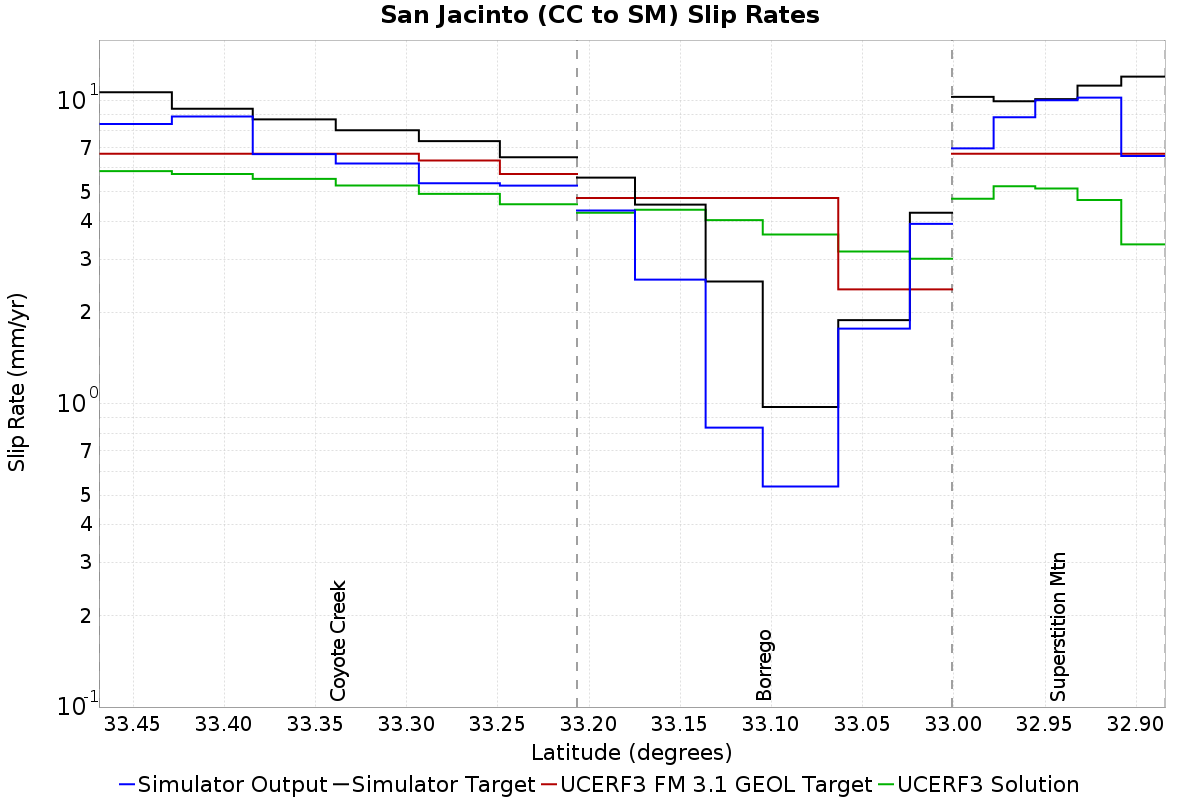 San Jacinto (CC to SM) Slip Rates
Slip Rate (mm/yr)
10^1
7
5
4
3
2
10^0
7
5
4
3
2
10^-1
Coyote Creek
Borrego
Superstition Mtn
33.45 33.40 33.35 33.30 33.25 33.20 33.15 33.10 33.05 33.00 32.95 32.90
Latitude (degrees)
Simulator Output Simulator Target UCERF3 FM 3.1 GEOL Target UCERF3 Solution